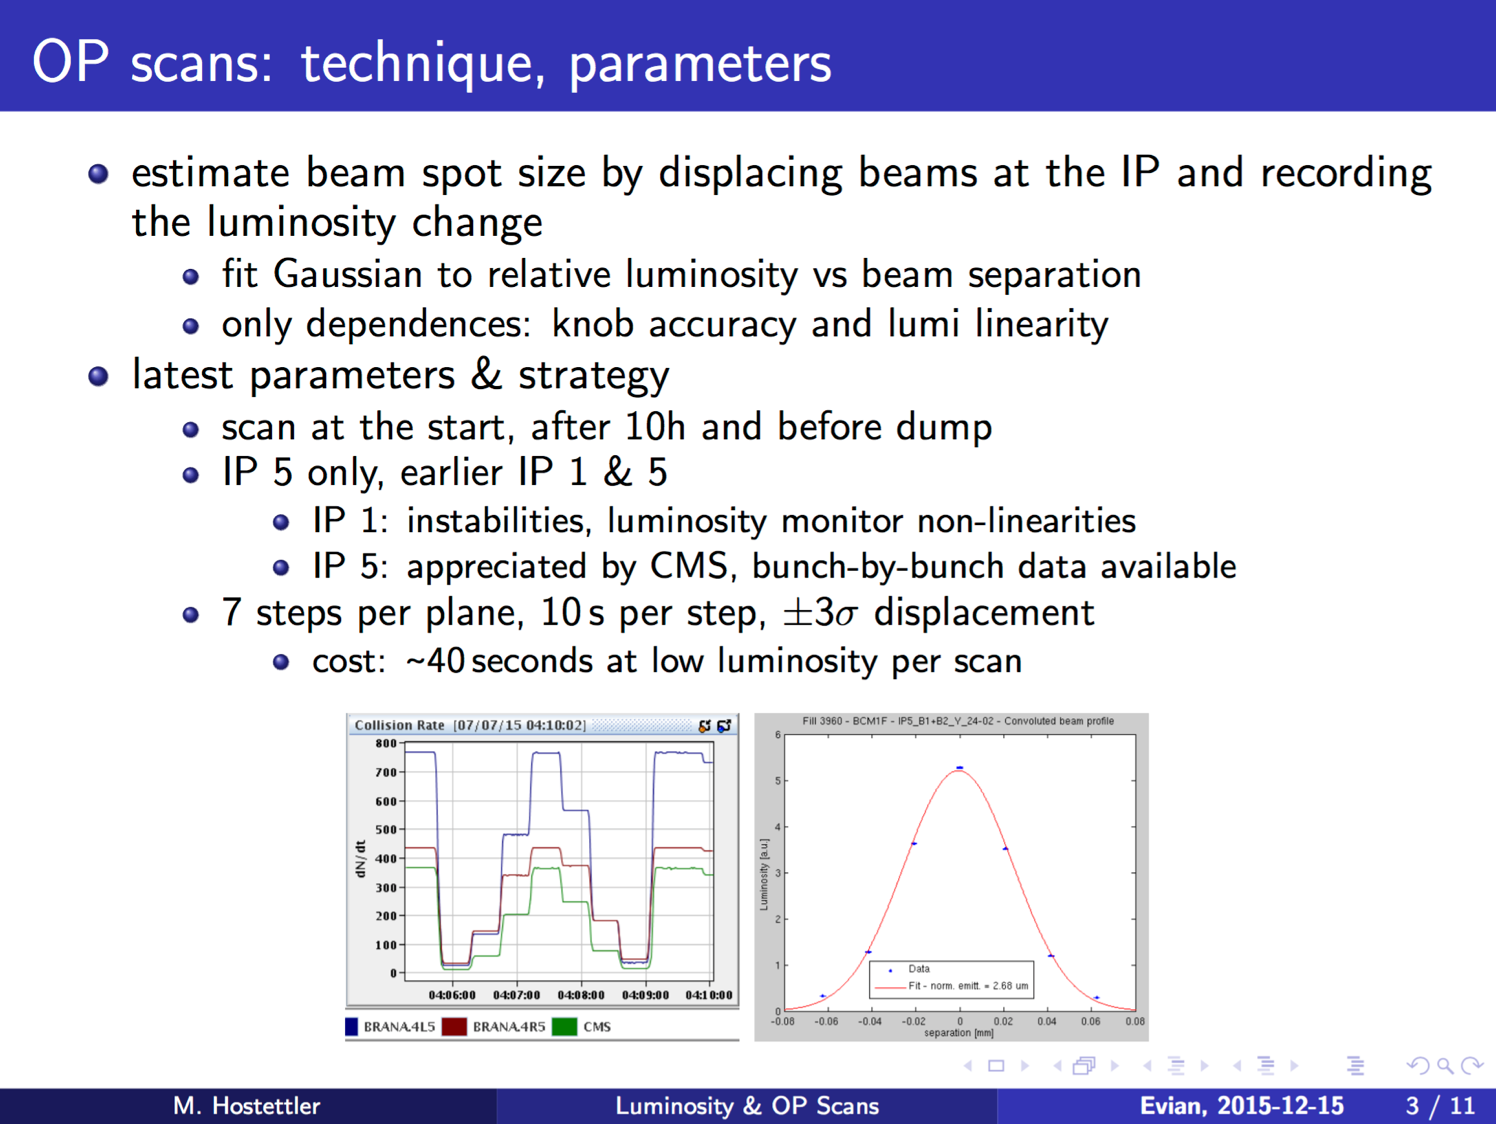 OP scans: technique, parameters
estimate beam spot size by displacing beams at the IP and recording
the luminosity change
fit Gaussian to relative luminosity vs beam separation
only dependences: knob accuracy and lumi linearity
latest parameters & strategy
scan at the start, after 10h and before dump
IP 5 only, earlier IP 1 & 5
IP 1: instabilities, luminosity monitor non-linearities
IP 5: appreciated by CMS, bunch-by-bunch data available
7 steps per plane, 10 s per step, ±3σ displacement
cost: ~40 seconds at low luminosity per scan
Collision Rate [07/07/15 04:10:02]
800
700
600
500
400
300
200
100
0
dN/dt
04:06:00 04:07:00 04:08:00 04:09:00 04:10:00
BRANA.4L5 BRANA.4R5 CMS
Fill 3960 - BCM1F - IP5_B1+B2_Y_24-02 - Convoluted beam profile
6
5
4
3
2
1
0
Luminosity [a.u.]
Data
Fit - norm. emitt. = 2.68 um
-0.08 -0.06 -0.04 -0.02 0 0.02 0.04 0.06 0.08
separation [mm]
M. Hostettler Luminosity & OP Scans Evian, 2015-12-15 3 / 11